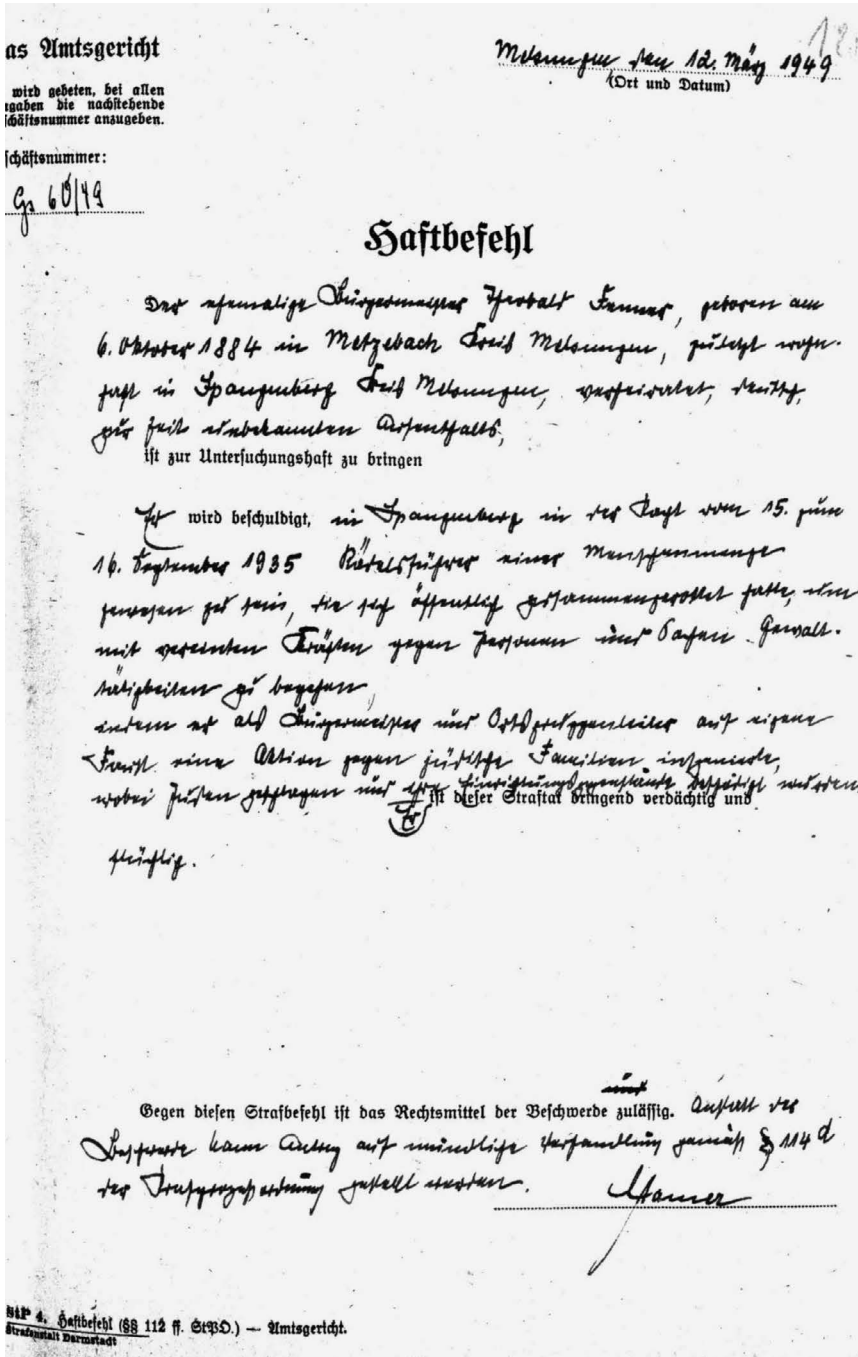 as Amtsgericht
wird gebeten, bei allen
gaben die nachstehende
schäftsnummer anzugeben.
schäftsnummer:
Gs 60/49
Melsungen den 12. März 1949
(Ort und Datum)
Haftbefehl
Der ehemalige Bürgermeister Theobald Fenner, geboren am
6. Oktober 1884 in Metzebach Kreis Melsungen, zuletzt wohn-
haft in Spangenberg Kreis Melsungen, verheiratet, deutsch,
zur Zeit unbekannten Aufenthalts,
ist zur Untersuchungshaft zu bringen
Er wird beschuldigt, in Spangenberg in der Nacht vom 15. zum
16. September 1935 Rädelsführer einer Menschenmenge
gewesen zu sein, die sich öffentlich zusammengerottet hatte, um
mit vereinten Kräften gegen Personen und Sachen Gewalt-
tätigkeiten zu begehen,
indem er als Bürgermeister und Ortsgruppenleiter auf eigene
Faust eine Aktion gegen jüdische Familien inszenierte,
wobei Juden geschlagen und ihre Einrichtungsgegenstände beschädigt wurden
Er ist dieser Straftat dringend verdächtig und
flüchtig.
Gegen diesen Strafbefehl ist das Rechtsmittel der Beschwerde zulässig. Anstatt der
Beschwerde kann Antrag auf mündliche Verhandlung gemäß § 114 d
der Strafprozeßordnung gestellt werden.
StP 4. Haftbefehl (§§ 112 ff. StPO.) — Amtsgericht.
Strafanstalt Darmstadt